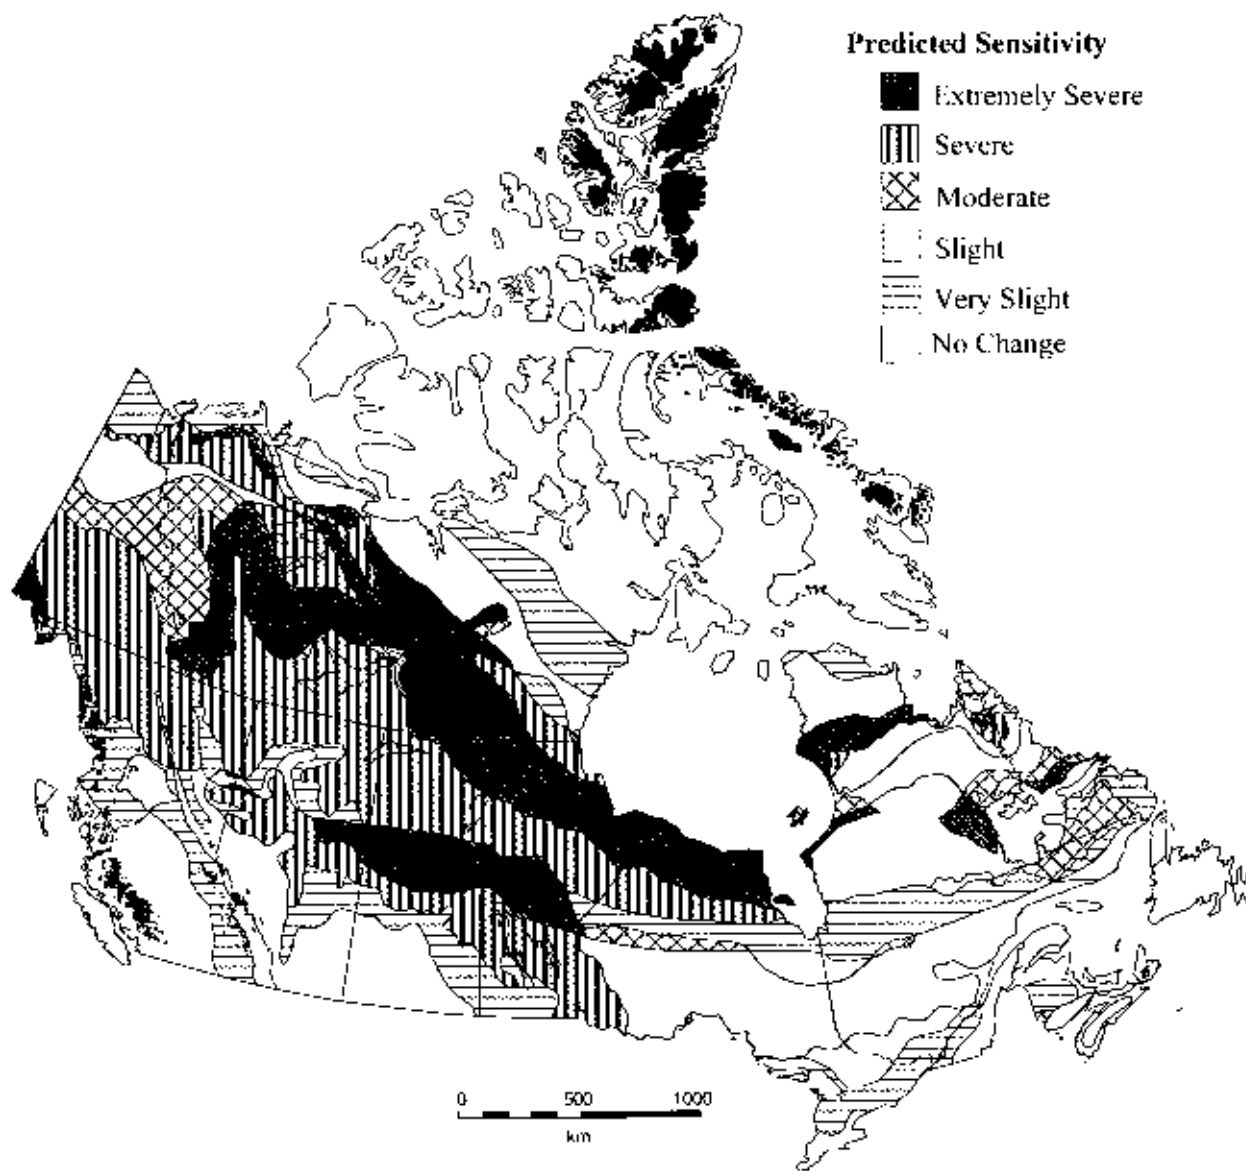 Predicted Sensitivity
Extremely Severe
Severe
Moderate
Slight
Very Slight
No Change
0 500 1000
km